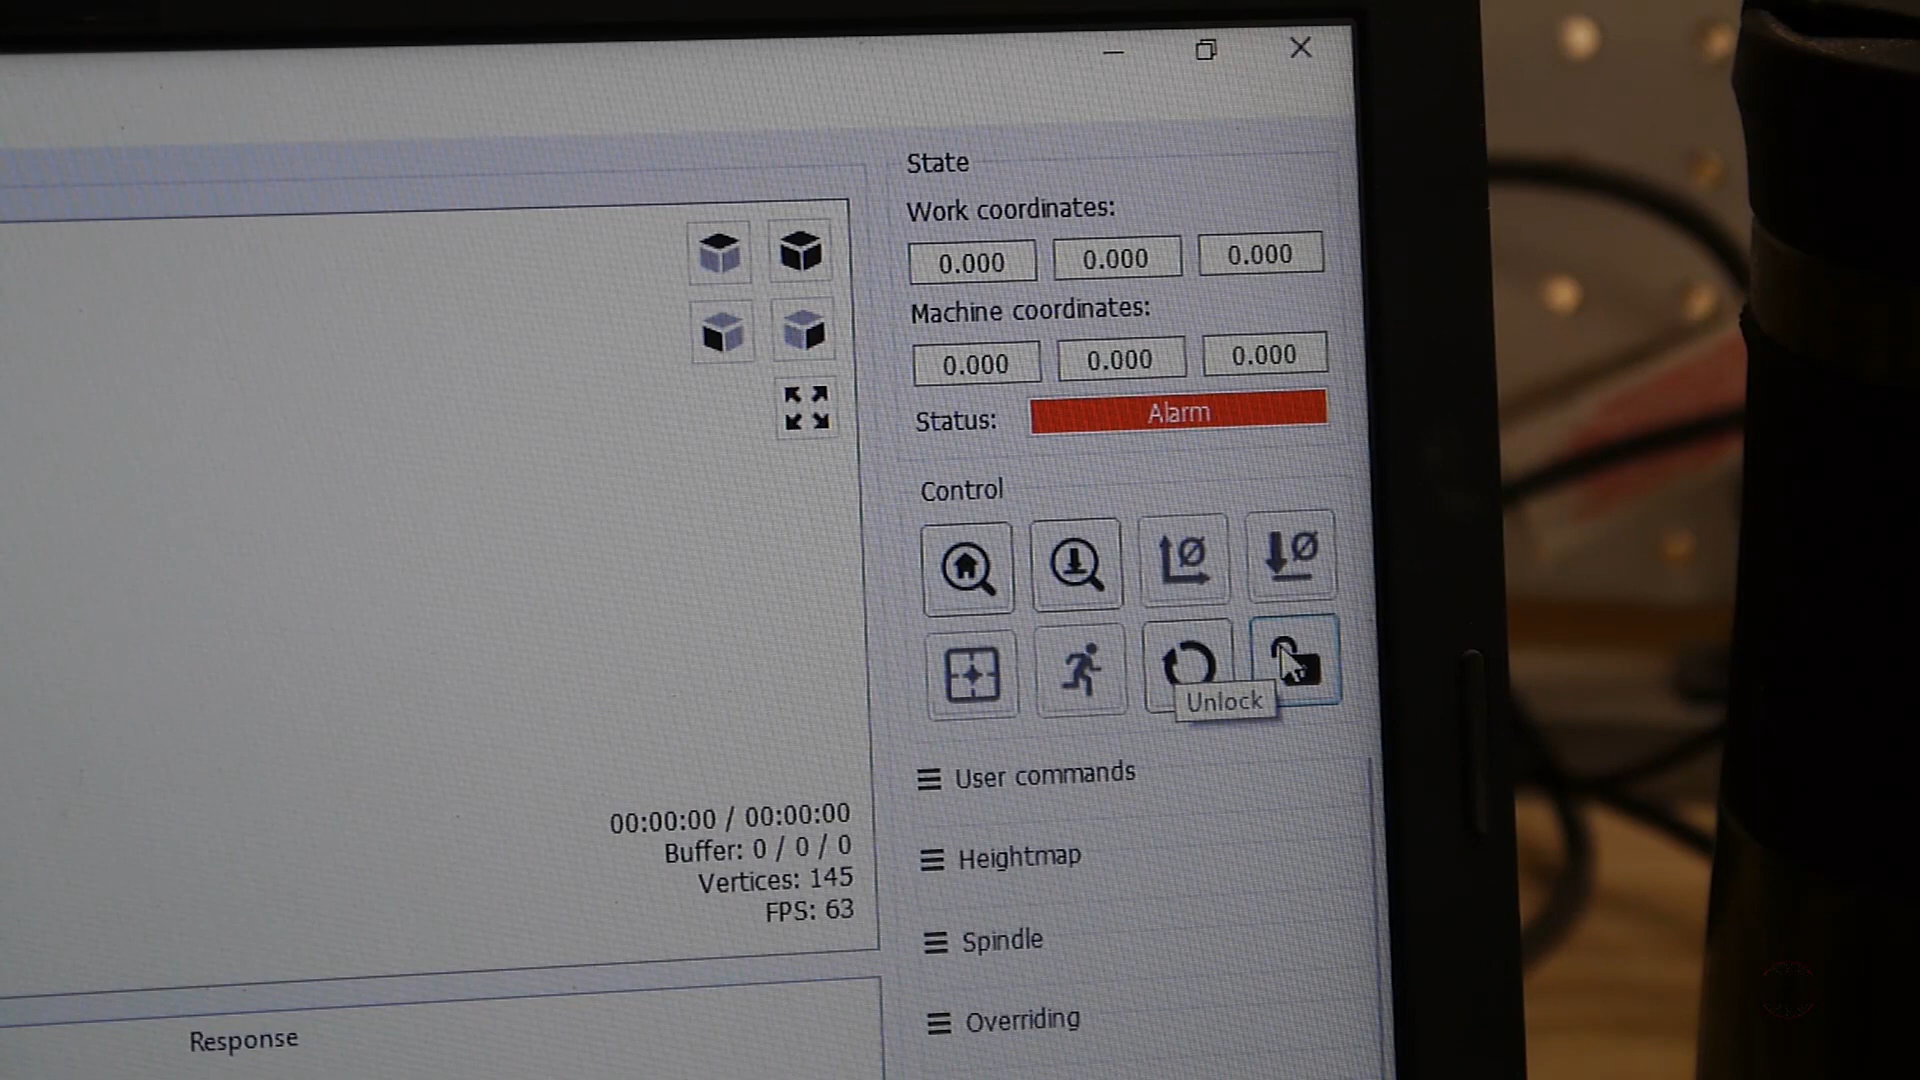 State
Work coordinates:
0.000 0.000 0.000
Machine coordinates:
0.000 0.000 0.000
Status: Alarm
Control
Unlock
User commands
Heightmap
Spindle
Overriding
00:00:00 / 00:00:00
Buffer: 0 / 0 / 0
Vertices: 145
FPS: 63
Response